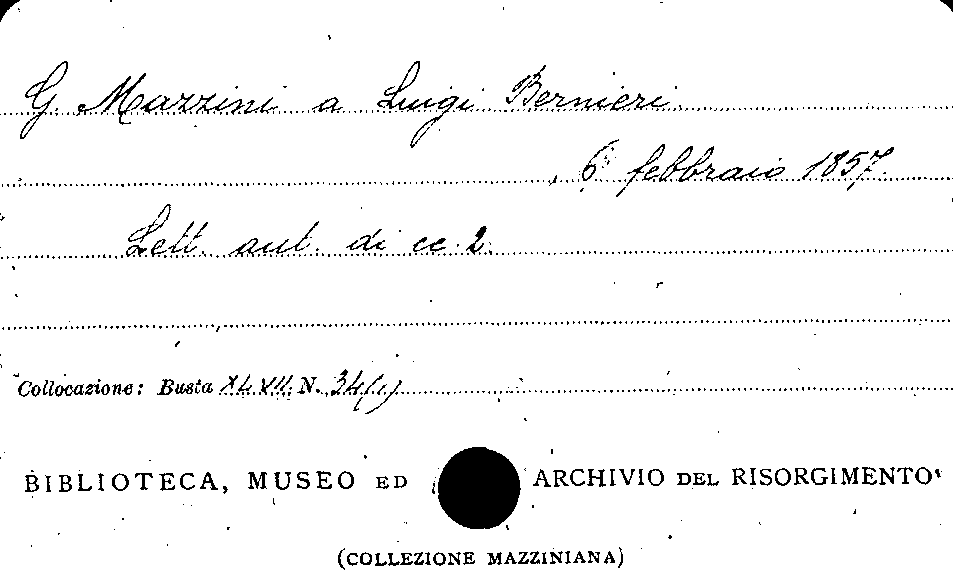 G. Mazzini a Luigi Bernieri
, 6 febbraio 1857.
Lett. aut. di cc. 2.
Collocazione: Busta XLVII. N. 34(1)
BIBLIOTECA, MUSEO ED ARCHIVIO DEL RISORGIMENTO
(COLLEZIONE MAZZINIANA)